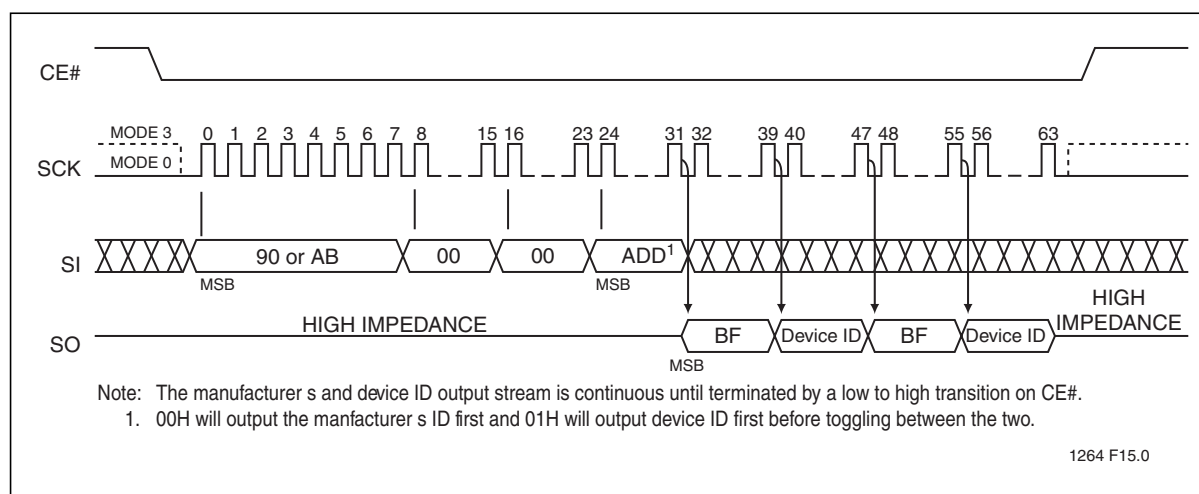 CE#
MODE 3
0 1 2 3 4 5 6 7 8 15 16 23 24 31 32 39 40 47 48 55 56 63
SCK
MODE 0
SI
90 or AB 00 00 ADD1
MSB MSB
HIGH IMPEDANCE
HIGH IMPEDANCE
SO
BF Device ID BF Device ID
MSB
Note: The manufacturer s and device ID output stream is continuous until terminated by a low to high transition on CE#.
1. 00H will output the manfacturer s ID first and 01H will output device ID first before toggling between the two.
1264 F15.0